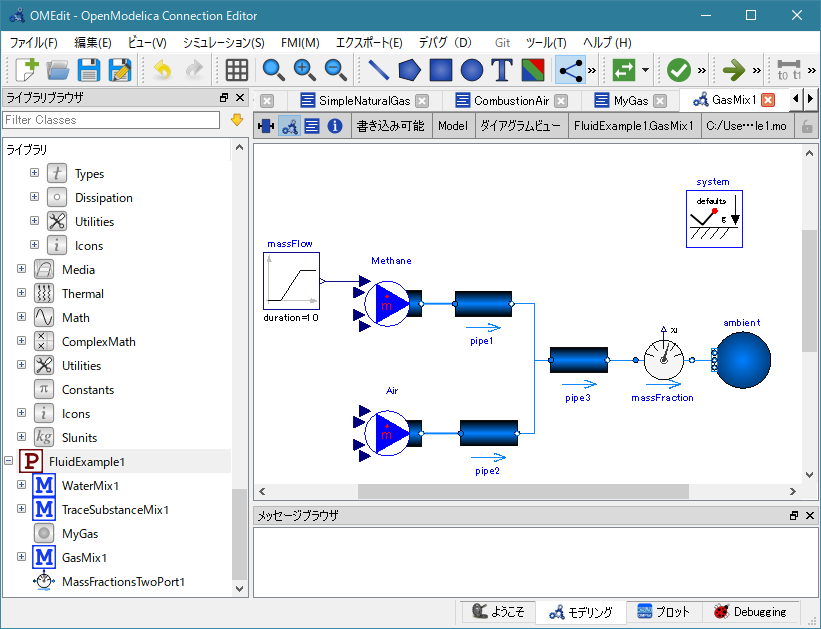 OMEdit - OpenModelica Connection Editor
ファイル(F) 編集(E) ビュー(V) シミュレーション(S) FMI(M) エクスポート(E) デバグ (D) Git ツール(T) ヘルプ (H)
T » » » to t1 »
ライブラリブラウザ
SimpleNaturalGas CombustionAir MyGas GasMix1
Filter Classes
書き込み可能 Model ダイアグラムビュー FluidExample1.GasMix1 C:/Use…le1.mo
ライブラリ
Types
Dissipation
Utilities
Icons
Media
Thermal
Math
ComplexMath
Utilities
Constants
Icons
SIunits
FluidExample1
WaterMix1
TraceSubstanceMix1
MyGas
GasMix1
MassFractionsTwoPort1
system
defaults
g
massFlow
Methane
duration=10
m
pipe1
Xi
ambient
pipe3
massFraction
Air
m
pipe2
メッセージブラウザ
ようこそ モデリング プロット Debugging